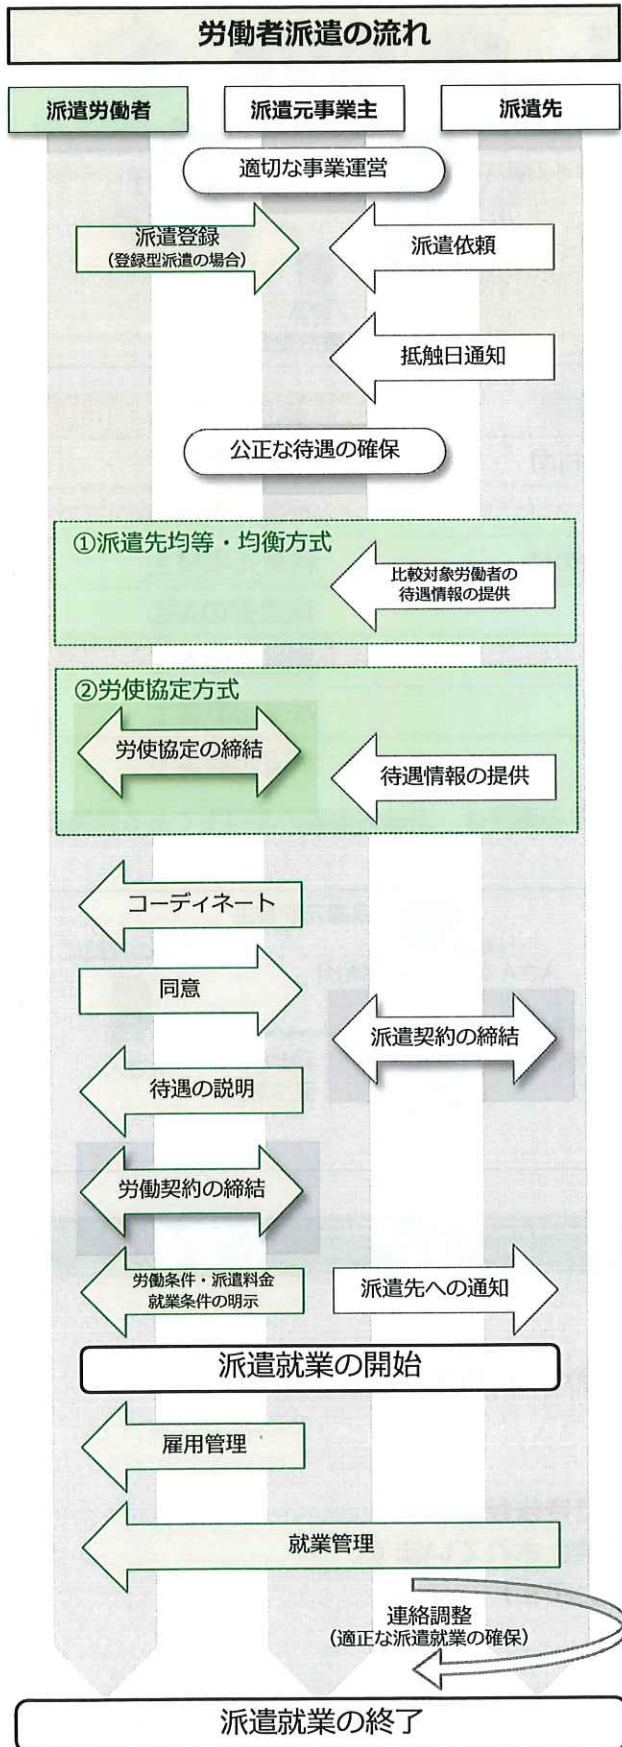 労働者派遣の流れ
派遣労働者
派遣元事業主
派遣先
適切な事業運営
派遣登録
(登録型派遣の場合)
派遣依頼
抵触日通知
公正な待遇の確保
①派遣先均等・均衡方式
比較対象労働者の
待遇情報の提供
②労使協定方式
労使協定の締結
待遇情報の提供
コーディネート
同意
派遣契約の締結
待遇の説明
労働契約の締結
労働条件・派遣料金
就業条件の明示
派遣先への通知
派遣就業の開始
雇用管理
就業管理
連絡調整
(適正な派遣就業の確保)
派遣就業の終了